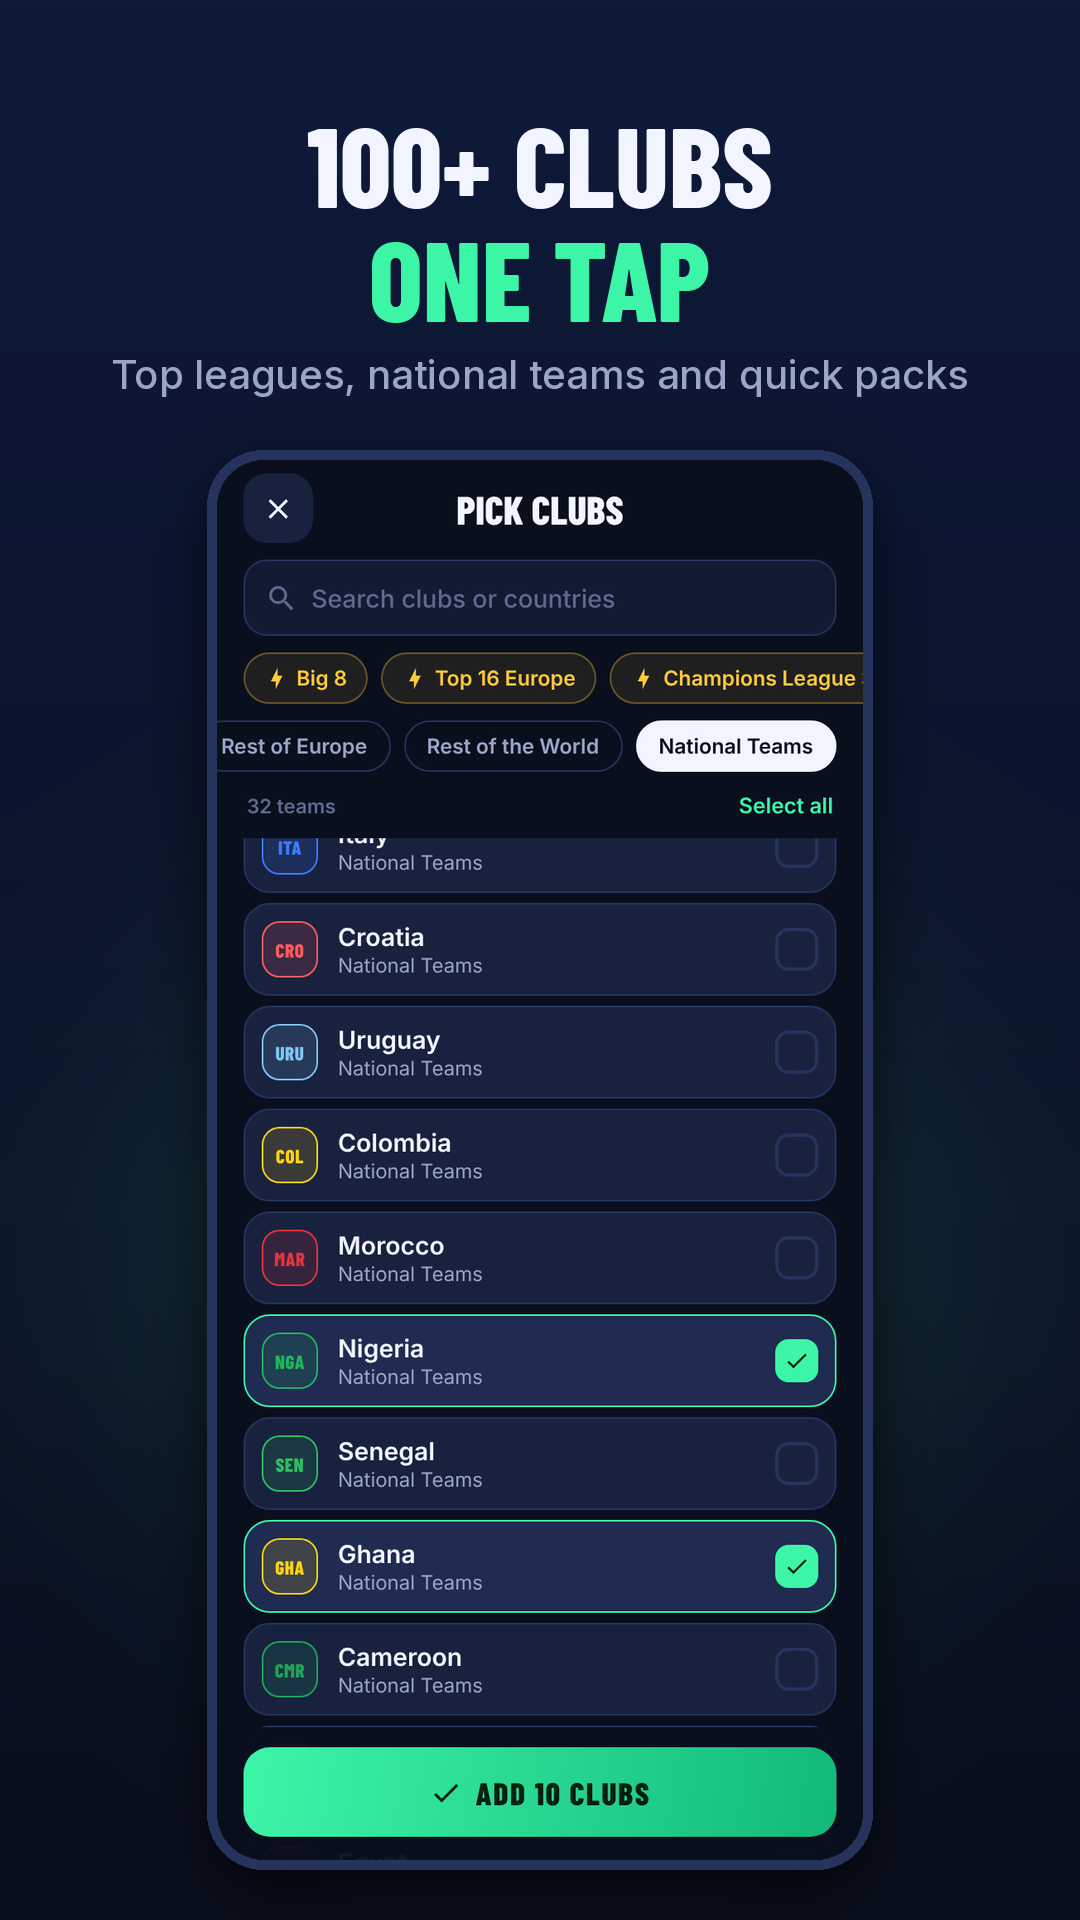 100+ CLUBS
ONE TAP
Top leagues, national teams and quick packs
PICK CLUBS
Search clubs or countries
Big 8
Top 16 Europe
Champions League
Rest of Europe
Rest of the World
National Teams
32 teams
Select all
ITA
Italy
National Teams
CRO
Croatia
National Teams
URU
Uruguay
National Teams
COL
Colombia
National Teams
MAR
Morocco
National Teams
NGA
Nigeria
National Teams
SEN
Senegal
National Teams
GHA
Ghana
National Teams
CMR
Cameroon
National Teams
ADD 10 CLUBS
Egypt